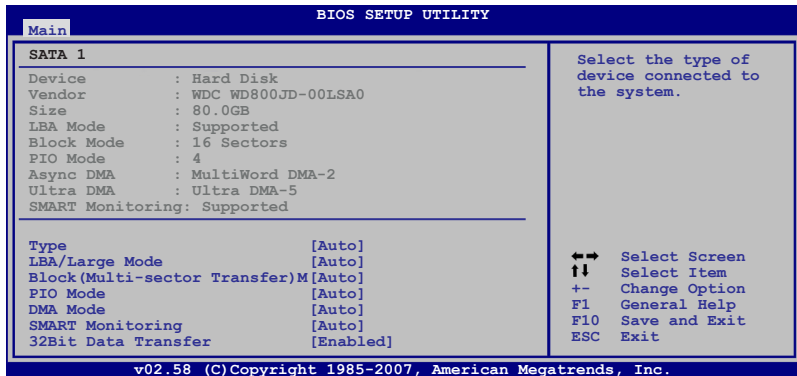 BIOS SETUP UTILITY
Main
SATA 1
Device : Hard Disk
Vendor : WDC WD800JD-00LSA0
Size : 80.0GB
LBA Mode : Supported
Block Mode : 16 Sectors
PIO Mode : 4
Async DMA : MultiWord DMA-2
Ultra DMA : Ultra DMA-5
SMART Monitoring: Supported
Type [Auto]
LBA/Large Mode [Auto]
Block(Multi-sector Transfer)M[Auto]
PIO Mode [Auto]
DMA Mode [Auto]
SMART Monitoring [Auto]
32Bit Data Transfer [Enabled]
Select the type of
device connected to
the system.
←→ Select Screen
↑↓ Select Item
+- Change Option
F1 General Help
F10 Save and Exit
ESC Exit
v02.58 (C)Copyright 1985-2007, American Megatrends, Inc.